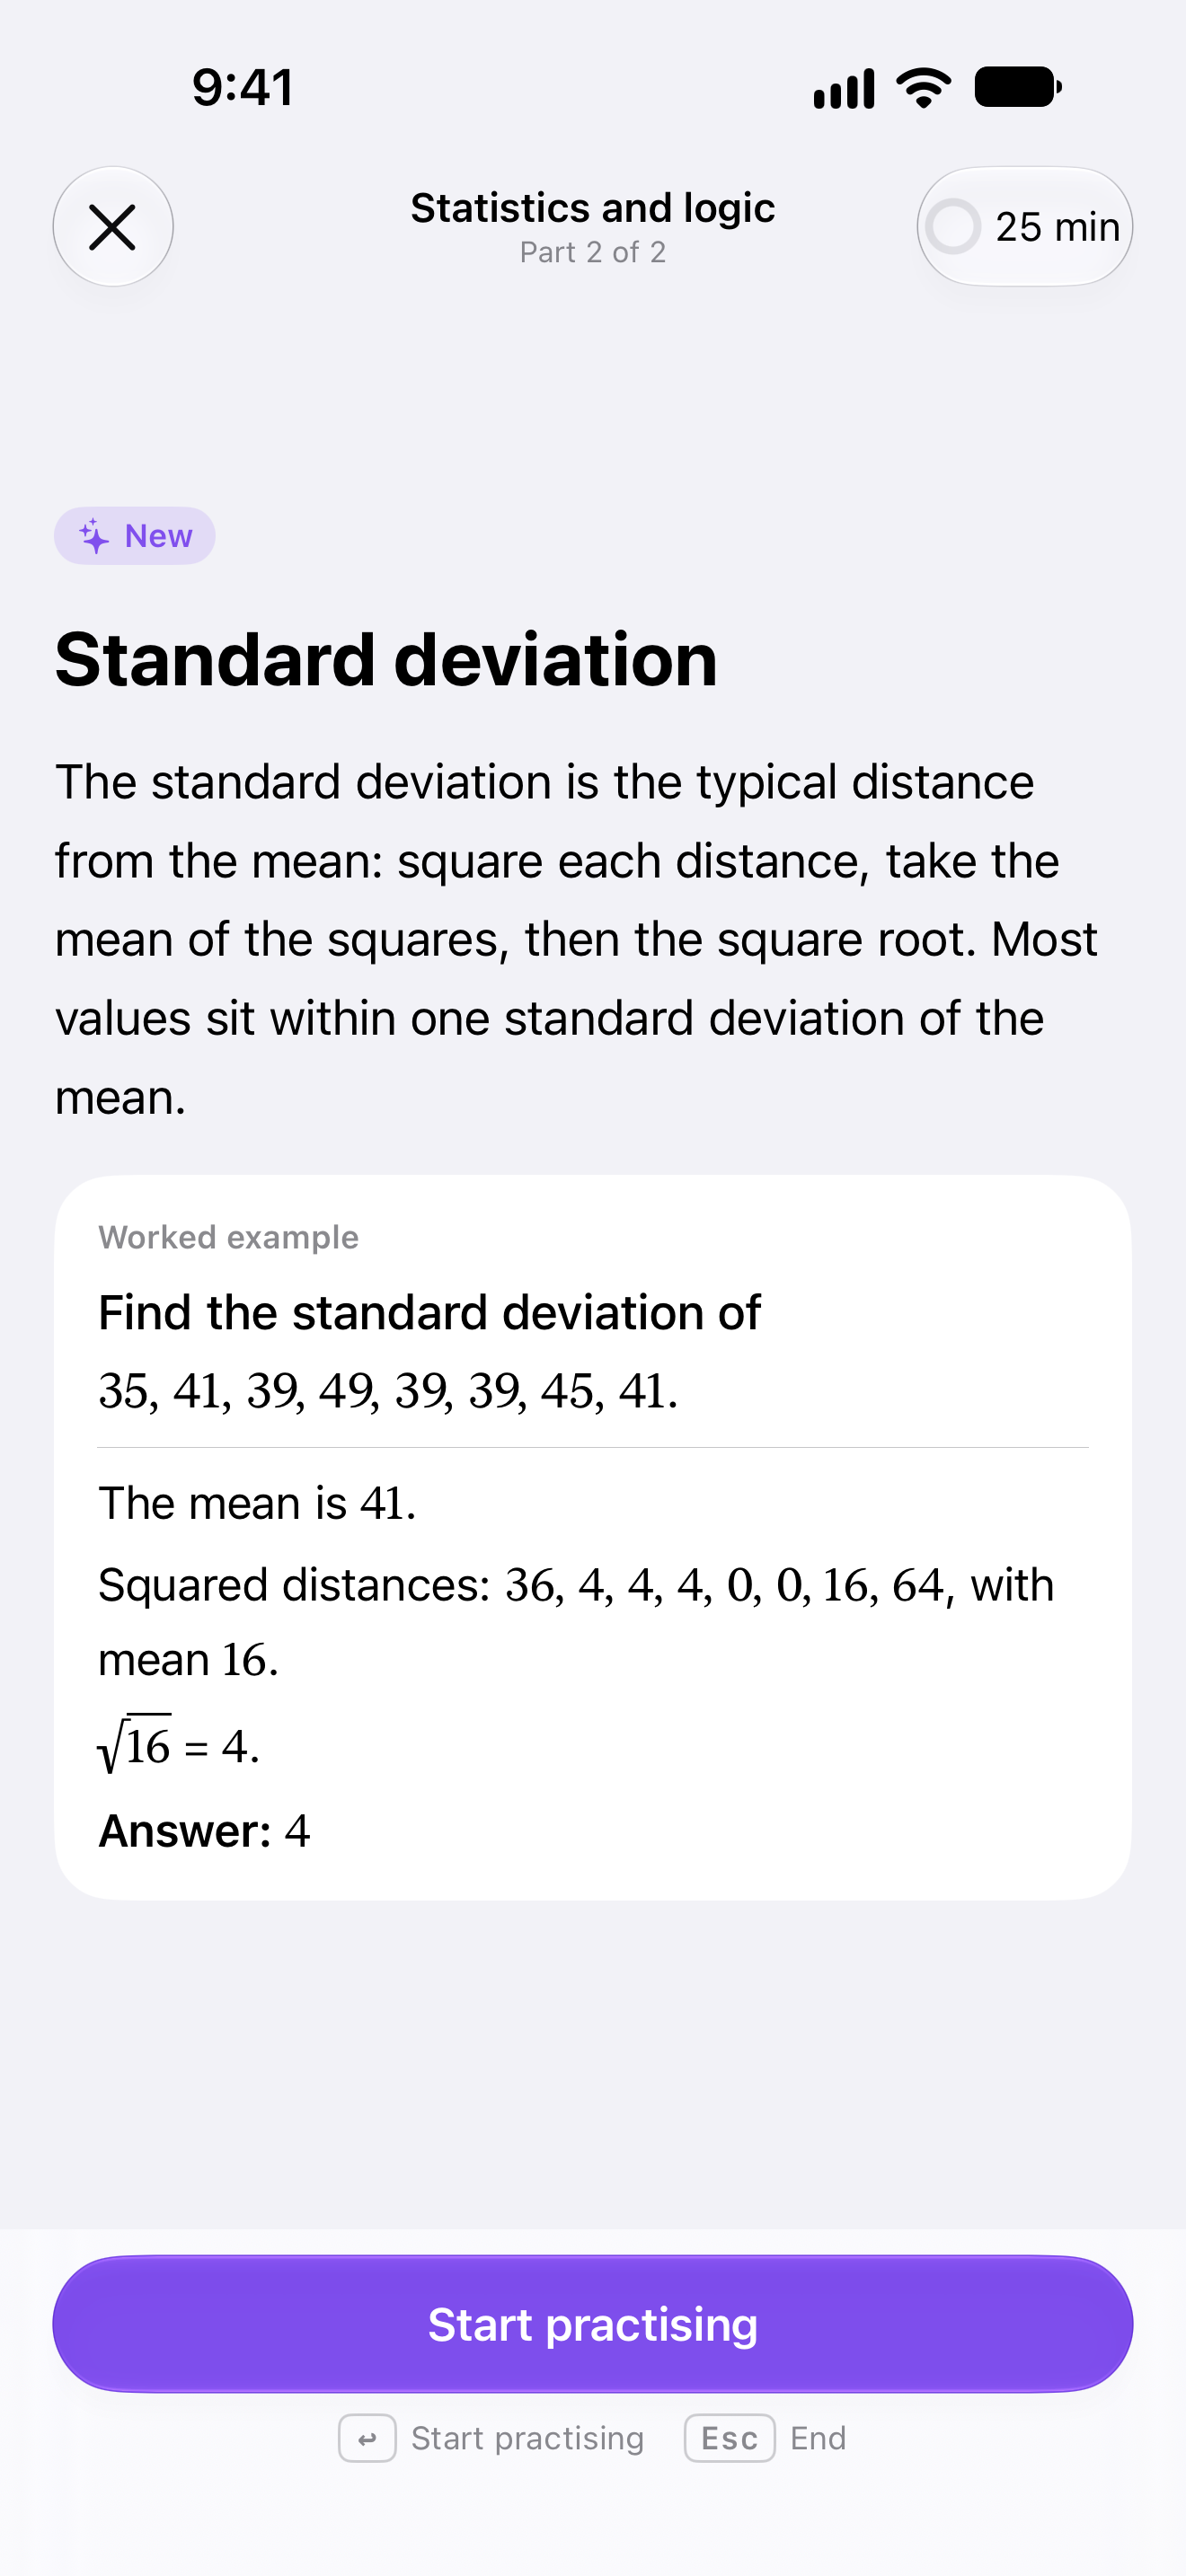 9:41
Statistics and logic
Part 2 of 2
25 min
New
Standard deviation
The standard deviation is the typical distance
from the mean: square each distance, take the
mean of the squares, then the square root. Most
values sit within one standard deviation of the
mean.
Worked example
Find the standard deviation of
35, 41, 39, 49, 39, 39, 45, 41.
The mean is 41.
Squared distances: 36, 4, 4, 4, 0, 0, 16, 64, with
mean 16.
√16 = 4.
Answer: 4
Start practising
↩ Start practising Esc End